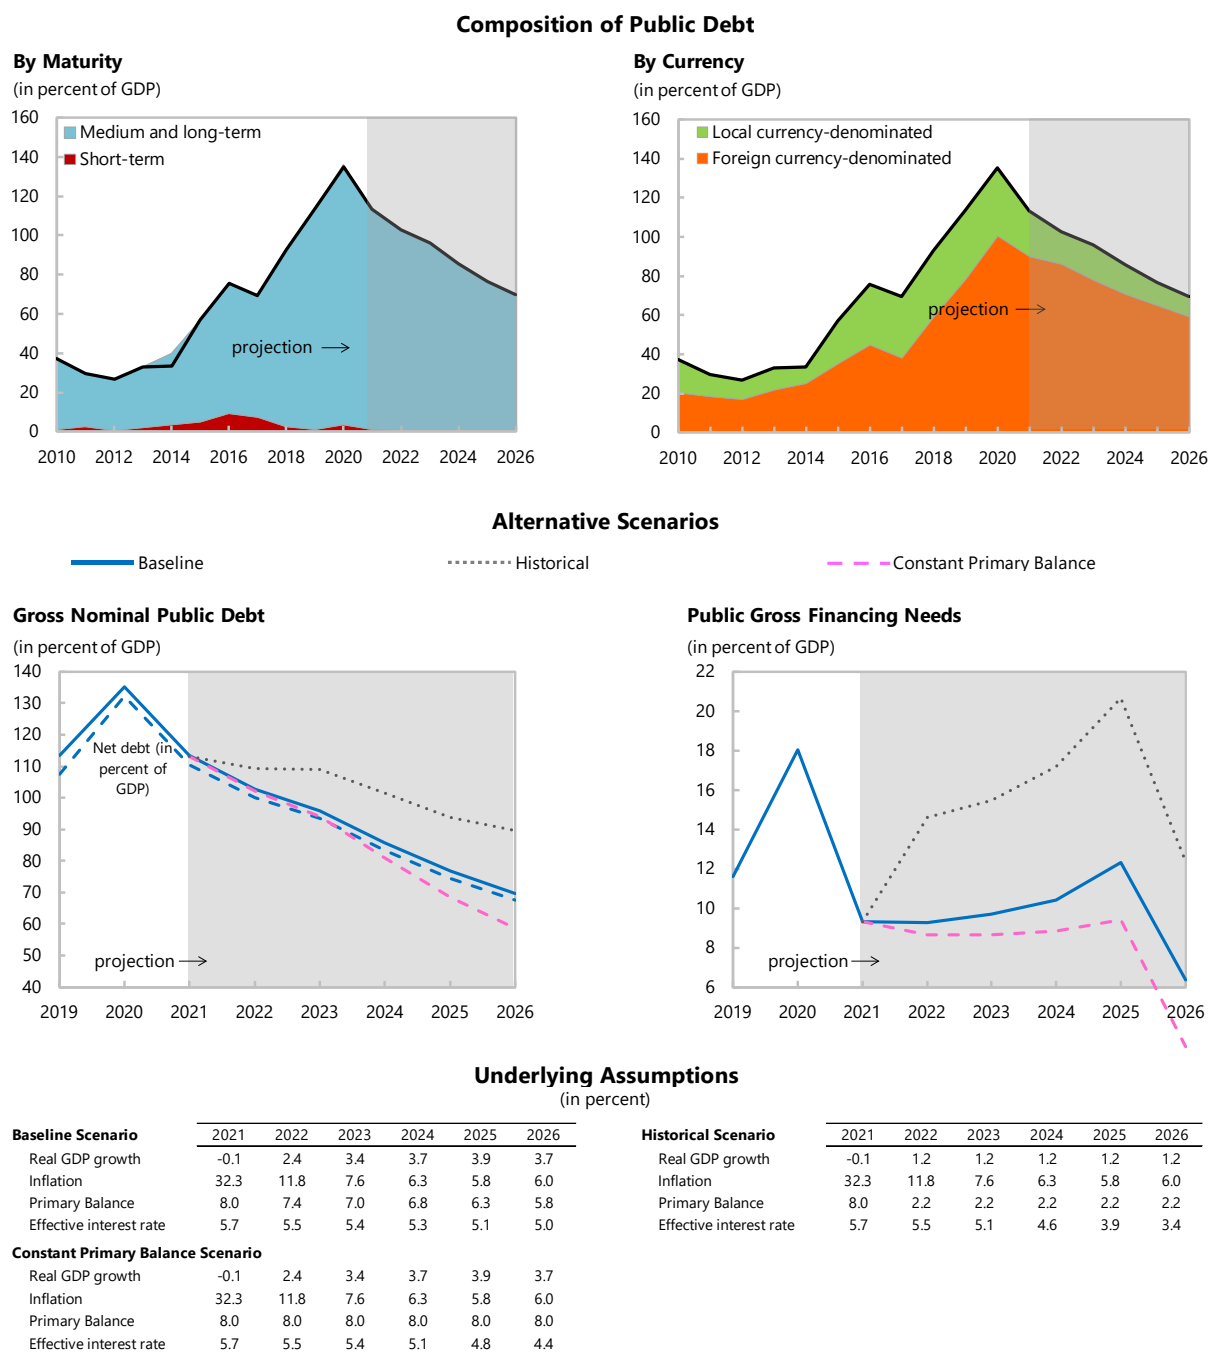 Composition of Public Debt
By Maturity
(in percent of GDP)
160
140
120
100
80
60
40
20
0
Medium and long-term
Short-term
projection
2010 2012 2014 2016 2018 2020 2022 2024 2026
By Currency
(in percent of GDP)
160
140
120
100
80
60
40
20
0
Local currency-denominated
Foreign currency-denominated
projection
2010 2012 2014 2016 2018 2020 2022 2024 2026
Alternative Scenarios
Baseline Historical Constant Primary Balance
Gross Nominal Public Debt
(in percent of GDP)
140
130
120
110
100
90
80
70
60
50
40
Net debt (in
percent of
GDP)
projection
2019 2020 2021 2022 2023 2024 2025 2026
Public Gross Financing Needs
(in percent of GDP)
22
20
18
16
14
12
10
8
6
projection
2019 2020 2021 2022 2023 2024 2025 2026
Underlying Assumptions
(in percent)
Baseline Scenario 2021 2022 2023 2024 2025 2026
Real GDP growth -0.1 2.4 3.4 3.7 3.9 3.7
Inflation 32.3 11.8 7.6 6.3 5.8 6.0
Primary Balance 8.0 7.4 7.0 6.8 6.3 5.8
Effective interest rate 5.7 5.5 5.4 5.3 5.1 5.0
Constant Primary Balance Scenario
Real GDP growth -0.1 2.4 3.4 3.7 3.9 3.7
Inflation 32.3 11.8 7.6 6.3 5.8 6.0
Primary Balance 8.0 8.0 8.0 8.0 8.0 8.0
Effective interest rate 5.7 5.5 5.4 5.1 4.8 4.4
Historical Scenario 2021 2022 2023 2024 2025 2026
Real GDP growth -0.1 1.2 1.2 1.2 1.2 1.2
Inflation 32.3 11.8 7.6 6.3 5.8 6.0
Primary Balance 8.0 2.2 2.2 2.2 2.2 2.2
Effective interest rate 5.7 5.5 5.1 4.6 3.9 3.4